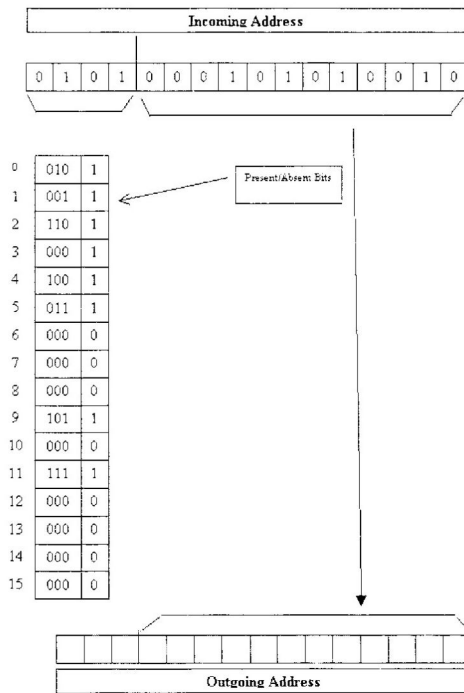 Incoming Address
0 1 0 1 0 0 0 1 0 1 0 1 0 0 1 0
0 010 1
1 001 1
Present/Absent Bits
2 110 1
3 000 1
4 100 1
5 011 1
6 000 0
7 000 0
8 000 0
9 101 1
10 000 0
11 111 1
12 000 0
13 000 0
14 000 0
15 000 0
Outgoing Address